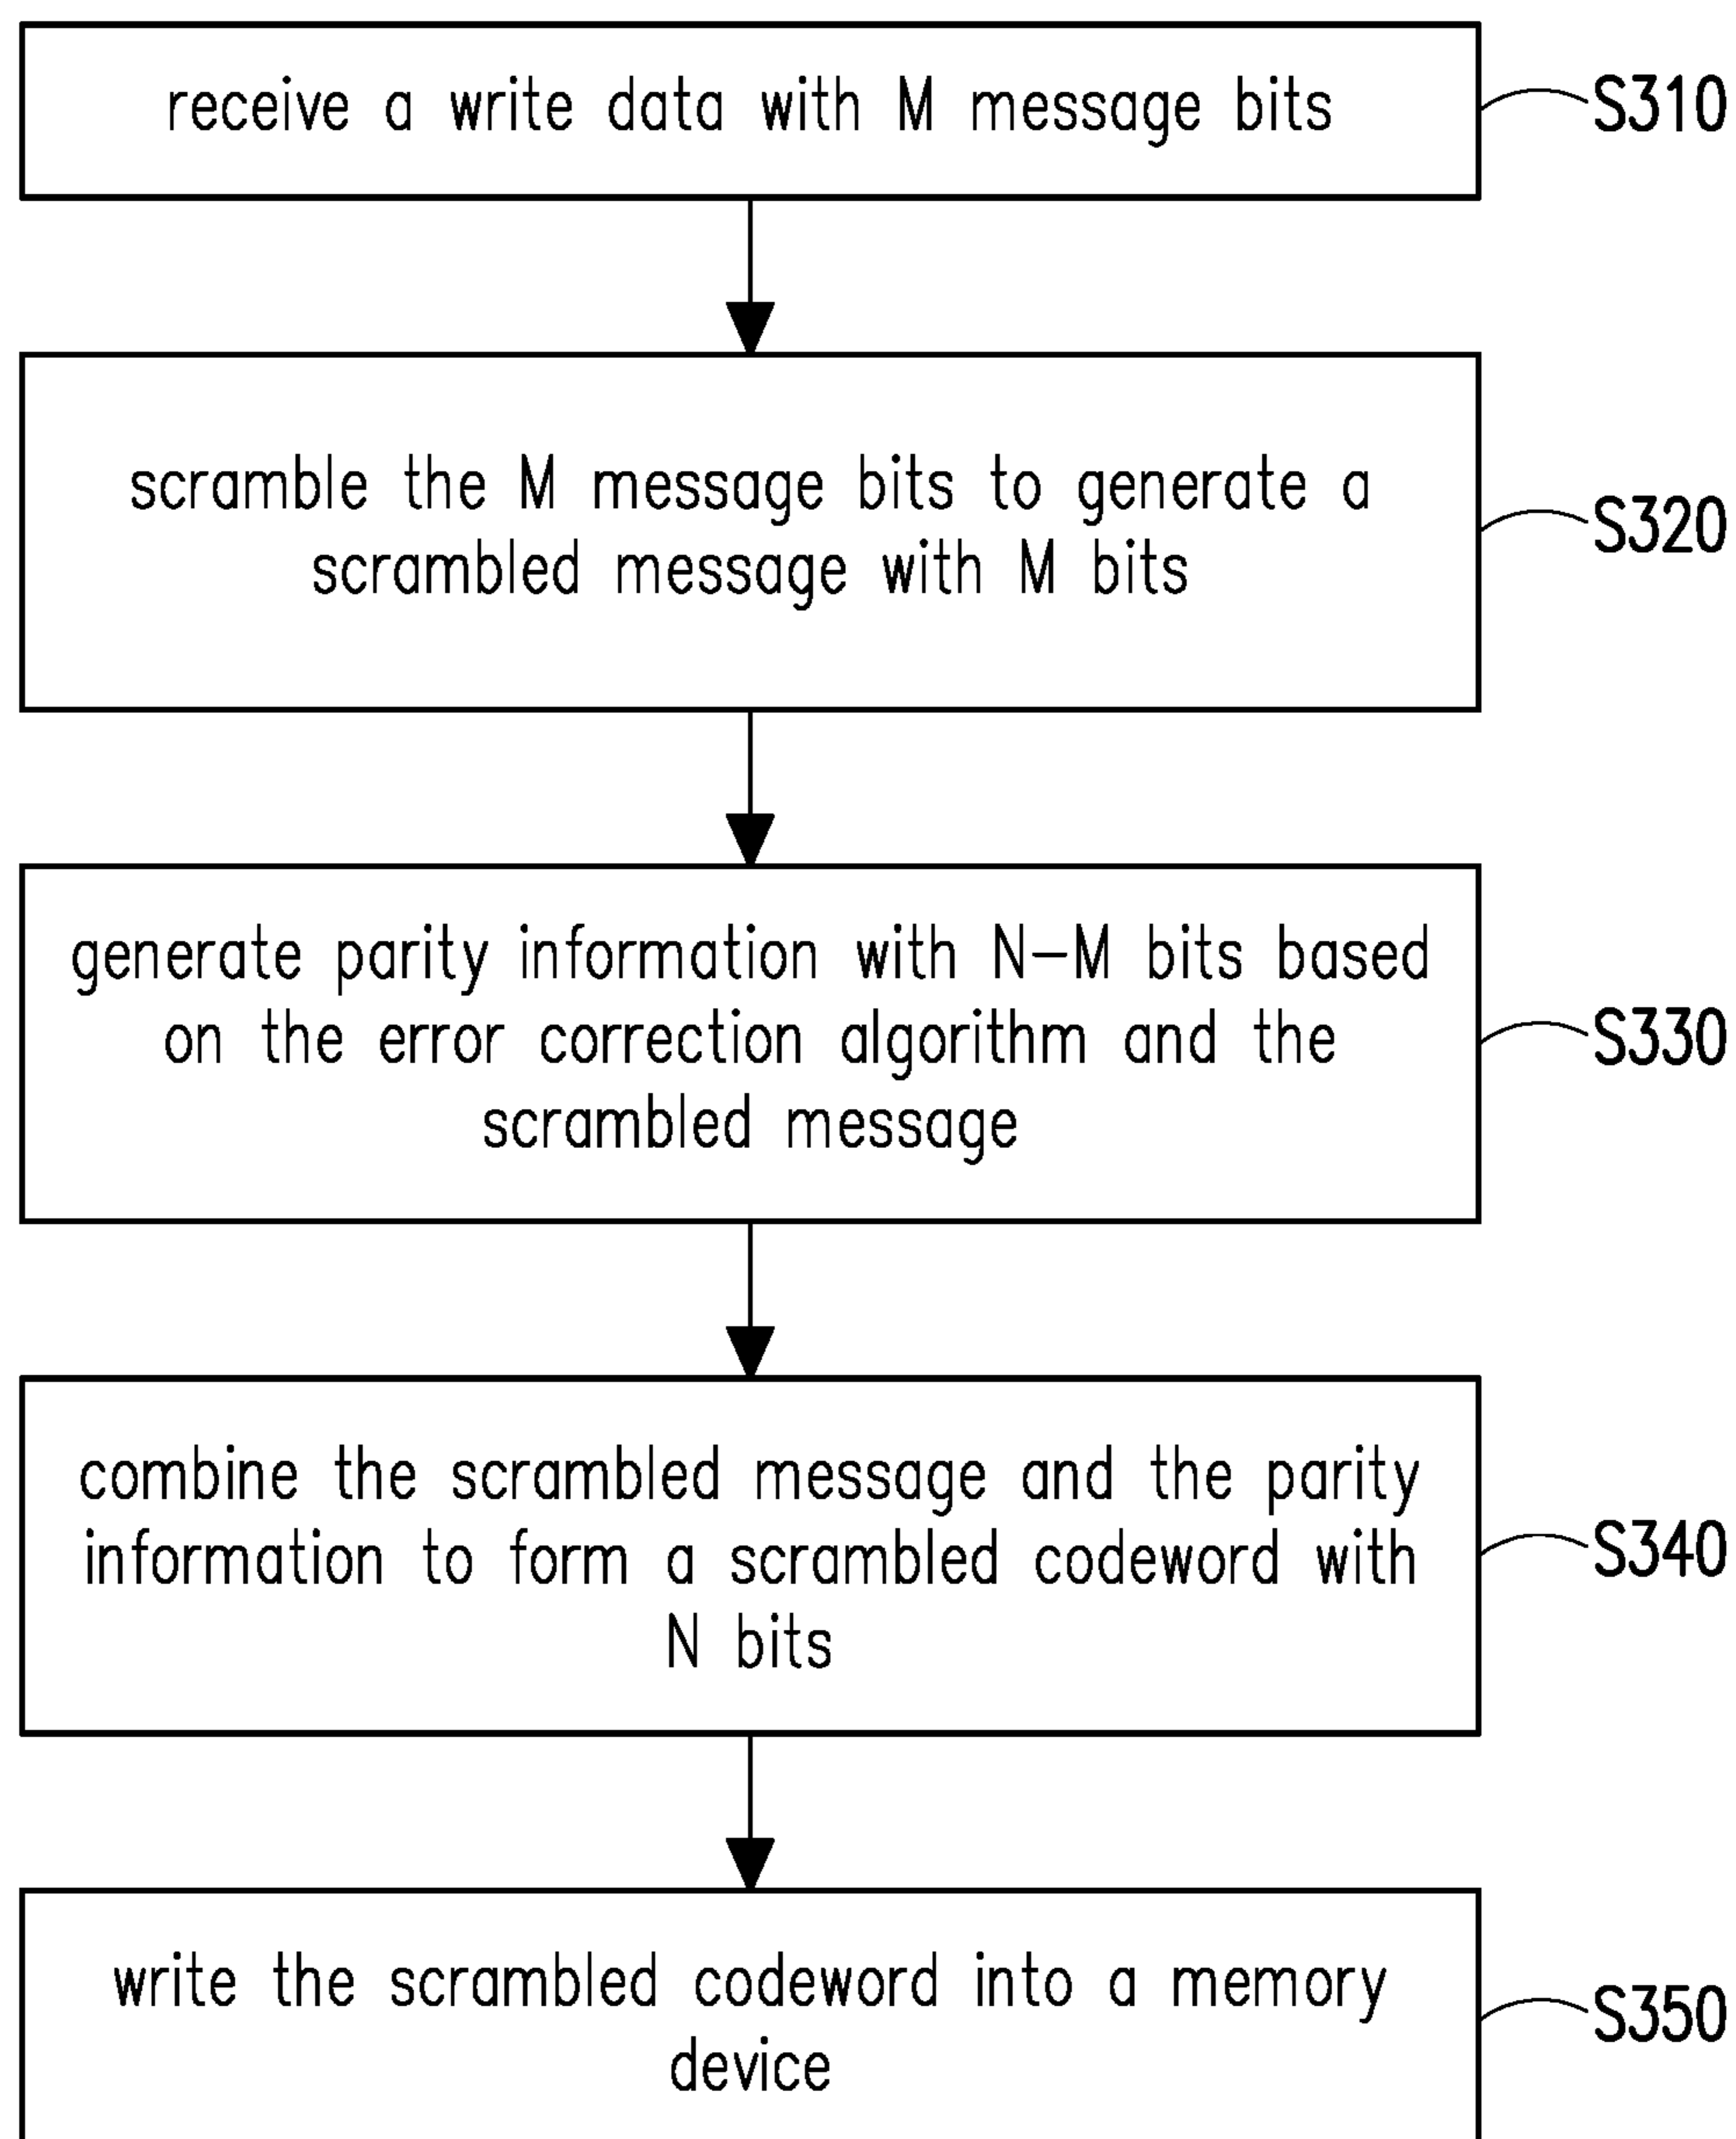 receive a write data with M message bits
S310
scramble the M message bits to generate a
scrambled message with M bits
S320
generate parity information with N-M bits based
on the error correction algorithm and the
scrambled message
S330
combine the scrambled message and the parity
information to form a scrambled codeword with
N bits
S340
write the scrambled codeword into a memory
device
S350